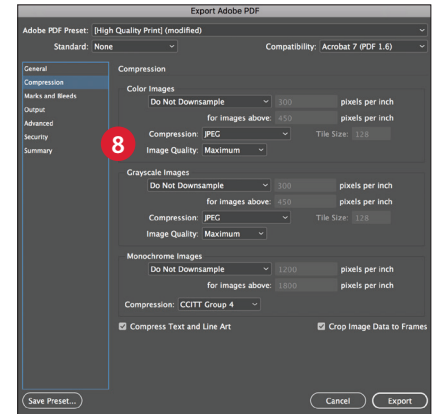 Export Adobe PDF
Adobe PDF Preset: [High Quality Print] (modified)
Standard: None Compatibility: Acrobat 7 (PDF 1.6)
General
Compression
Marks and Bleeds
Output
Advanced
Security
Summary
Compression
Color Images
Do Not Downsample 300 pixels per inch
for images above: 450 pixels per inch
Compression: JPEG Tile Size: 128
8
Image Quality: Maximum
Grayscale Images
Do Not Downsample 300 pixels per inch
for images above: 450 pixels per inch
Compression: JPEG Tile Size: 128
Image Quality: Maximum
Monochrome Images
Do Not Downsample 1200 pixels per inch
for images above: 1800 pixels per inch
Compression: CCITT Group 4
Compress Text and Line Art Crop Image Data to Frames
Save Preset... Cancel Export